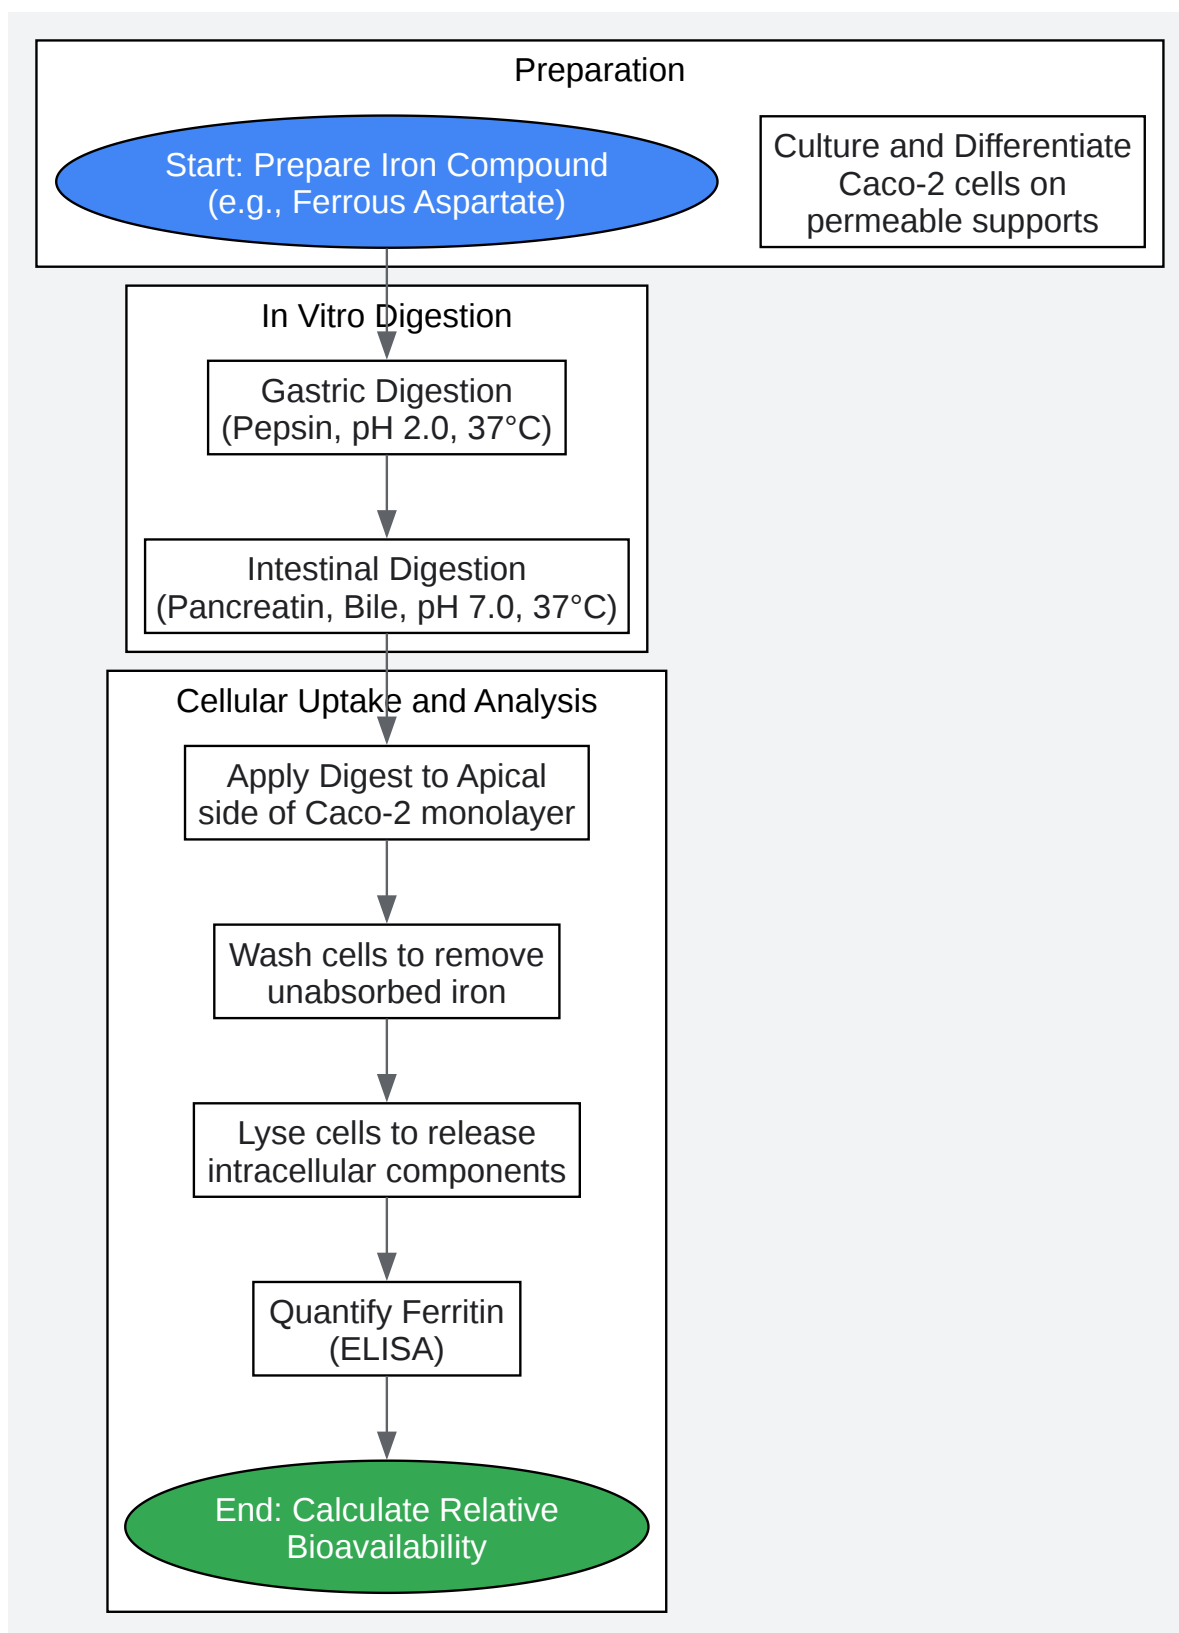 Preparation
Start: Prepare Iron Compound
(e.g., Ferrous Aspartate)
Culture and Differentiate
Caco-2 cells on
permeable supports
In Vitro Digestion
Gastric Digestion
(Pepsin, pH 2.0, 37°C)
Intestinal Digestion
(Pancreatin, Bile, pH 7.0, 37°C)
Cellular Uptake and Analysis
Apply Digest to Apical
side of Caco-2 monolayer
Wash cells to remove
unabsorbed iron
Lyse cells to release
intracellular components
Quantify Ferritin
(ELISA)
End: Calculate Relative
Bioavailability